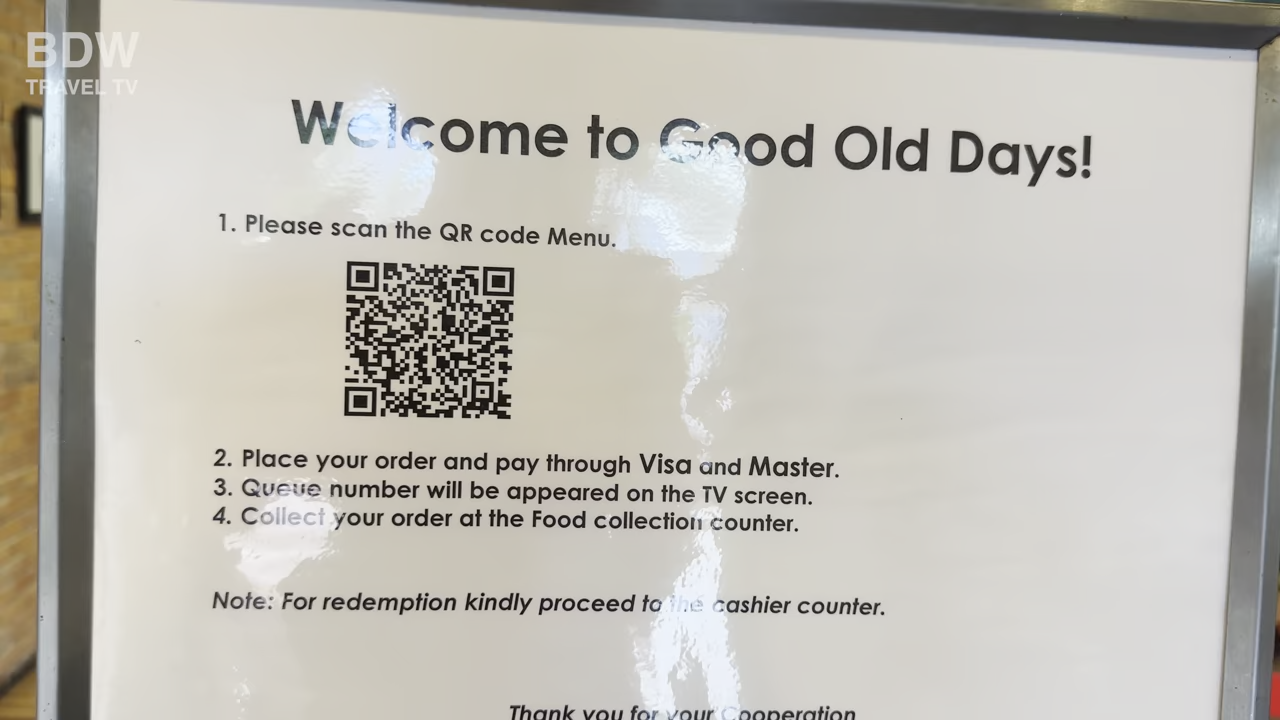 BDW
TRAVEL TV
Welcome to Good Old Days!
1. Please scan the QR code Menu.
2. Place your order and pay through Visa and Master.
3. Queue number will be appeared on the TV screen.
4. Collect your order at the Food collection counter.
Note: For redemption kindly proceed to the cashier counter.
Thank you for your Cooperation